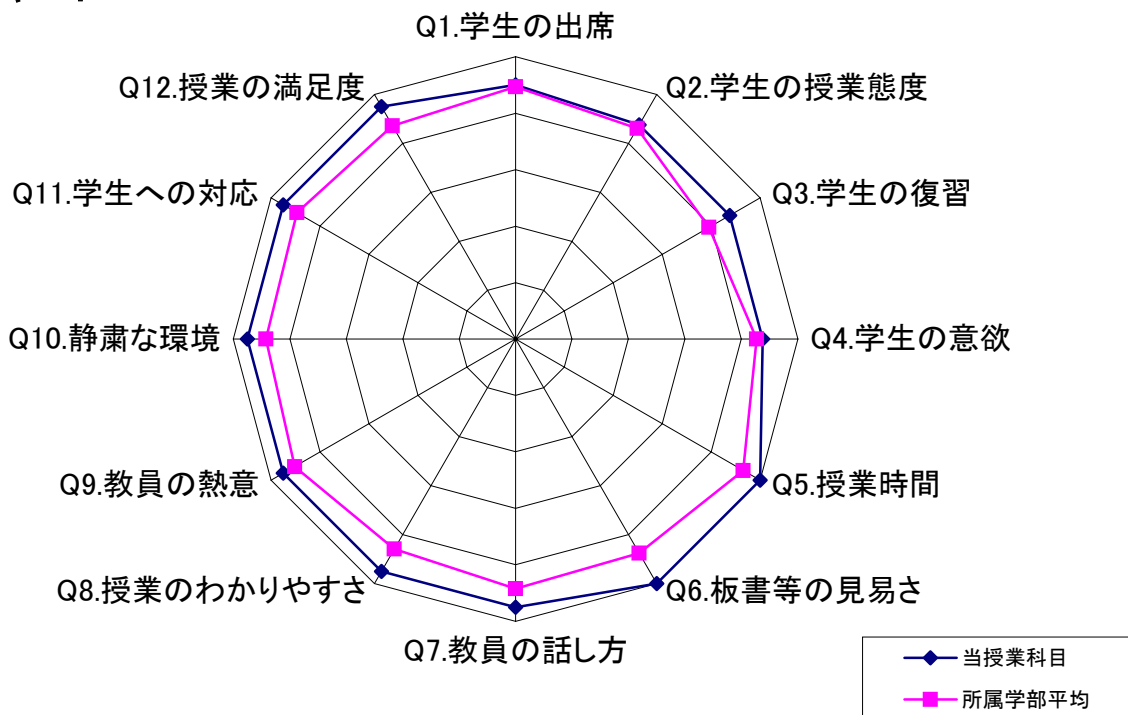 Q1.学生の出席
Q2.学生の授業態度
Q3.学生の復習
Q4.学生の意欲
Q5.授業時間
Q6.板書等の見易さ
Q7.教員の話し方
Q8.授業のわかりやすさ
Q9.教員の熱意
Q10.静粛な環境
Q11.学生への対応
Q12.授業の満足度
当授業科目
所属学部平均